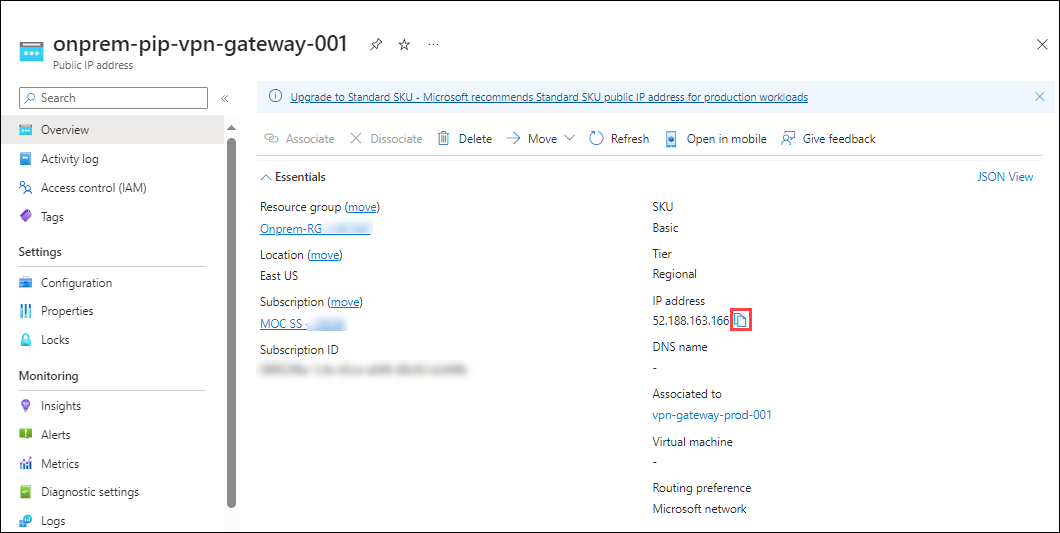 onprem-pip-vpn-gateway-001
Public IP address
Search
Overview
Activity log
Access control (IAM)
Tags
Settings
Configuration
Properties
Locks
Monitoring
Insights
Alerts
Metrics
Diagnostic settings
Logs
Upgrade to Standard SKU - Microsoft recommends Standard SKU public IP address for production workloads
Associate Dissociate Delete Move Refresh Open in mobile Give feedback
Essentials
JSON View
Resource group (move)
Onprem-RG
Location (move)
East US
Subscription (move)
MOC SS -
Subscription ID
SKU
Basic
Tier
Regional
IP address
52.188.163.166
DNS name
-
Associated to
vpn-gateway-prod-001
Virtual machine
-
Routing preference
Microsoft network